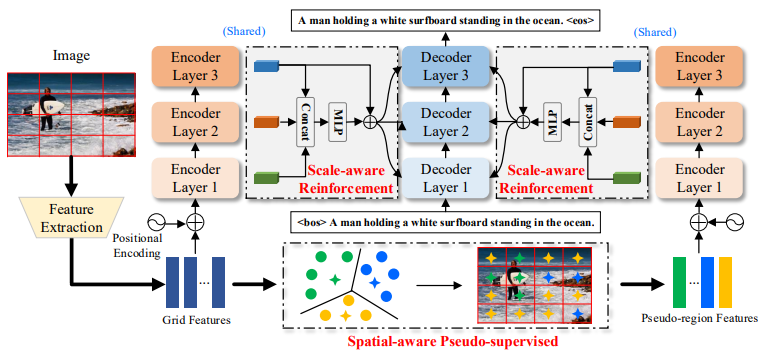 A man holding a white surfboard standing in the ocean. <eos>
(Shared)
(Shared)
Image
Encoder
Layer 3
Encoder
Layer 2
Encoder
Layer 1
Concat
MLP
Scale-aware
Reinforcement
Decoder
Layer 3
Decoder
Layer 2
Decoder
Layer 1
MLP
Concat
Scale-aware
Reinforcement
Encoder
Layer 3
Encoder
Layer 2
Encoder
Layer 1
Feature
Extraction
<bos> A man holding a white surfboard standing in the ocean.
Positional
Encoding
...
Grid Features
...
Pseudo-region Features
Spatial-aware Pseudo-supervised